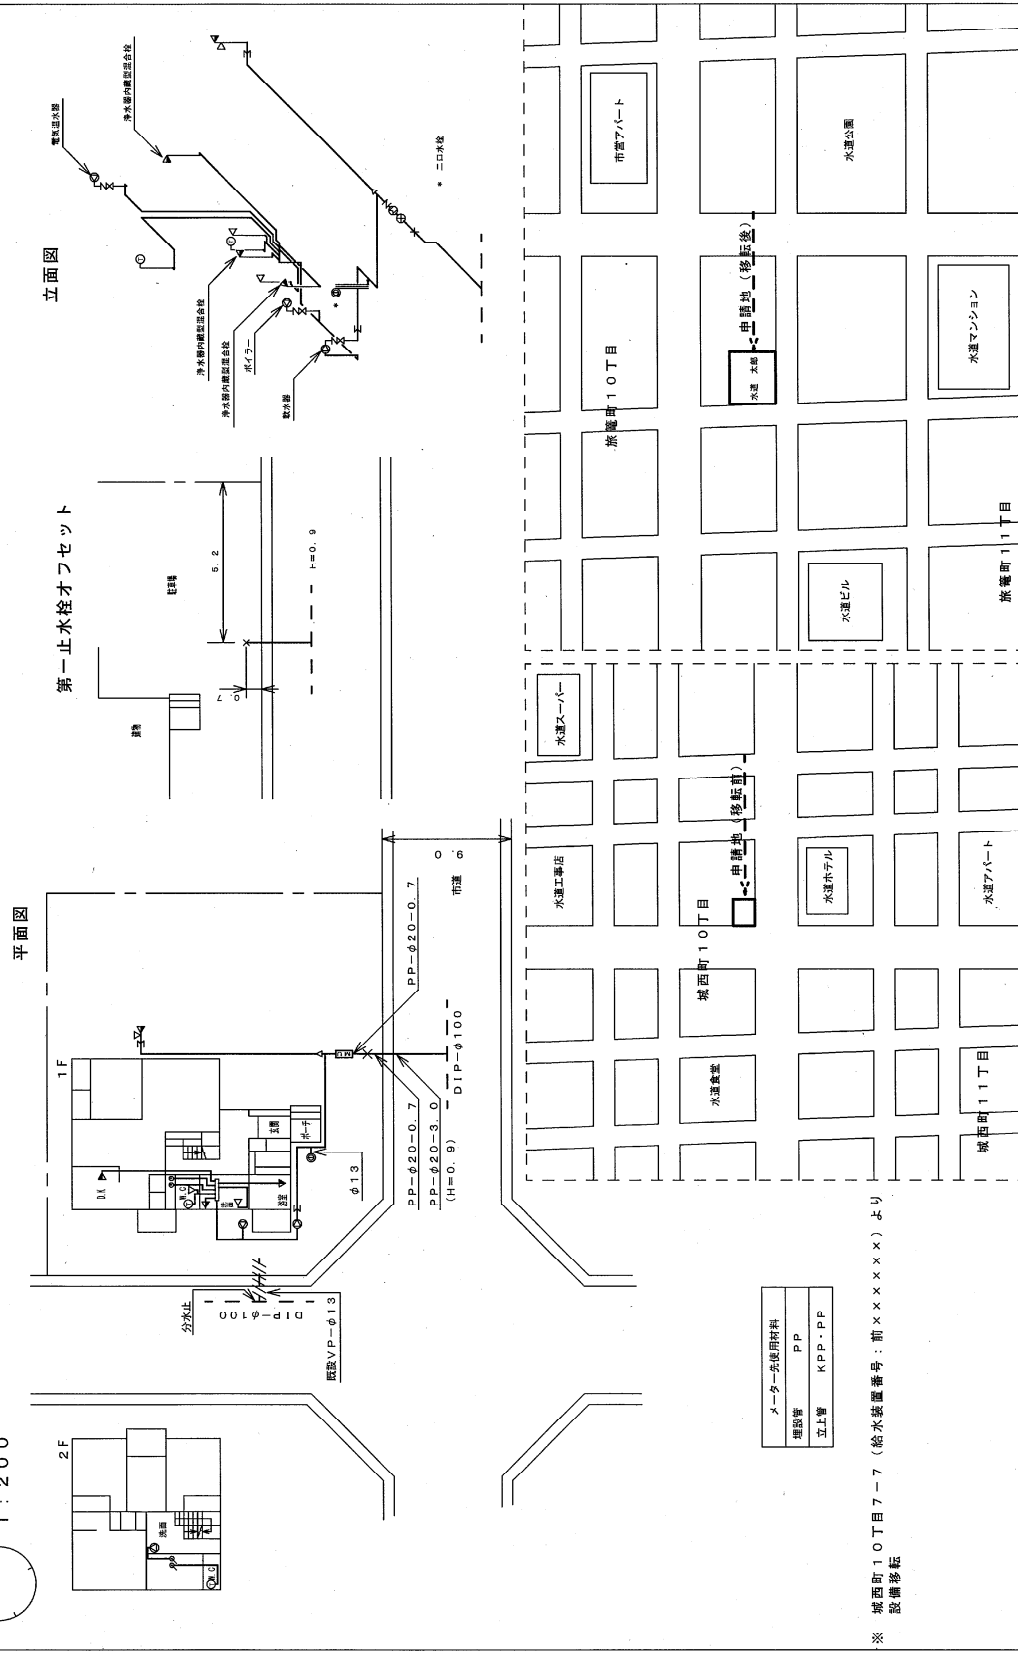 1：200
2F
洗面
W.C
平面図
1F
D.K
W.C
浴室
玄関
ポーチ
φ13
分水止
DIP-φ100
既設VP-φ13
PP-φ20-0.7
PP-φ20-3.0
(H=0.9)
PP-φ20-0.7
DIP-φ100
市道
9.0
第一止水栓オフセット
建物
駐車場
5.2
0.7
H=0.9
立面図
電気温水器
浄水器内蔵型混合栓
浄水器内蔵型混合栓
浄水器内蔵型混合栓
ボイラー
軟水器
*
* 二口水栓
メーター先使用材料
埋設管 PP
立上管 KPP・PP
※ 城西町10丁目7-7（給水装置番号：前××××××）より
設備移転
水道工事店
水道スーパー
水道食堂
城西町10丁目
申請地（移転前）
水道ホテル
水道アパート
城西町11丁目
市営アパート
旅篭町10丁目
水道 太郎
申請地（移転後）
水道公園
水道ビル
水道マンション
旅篭町11丁目